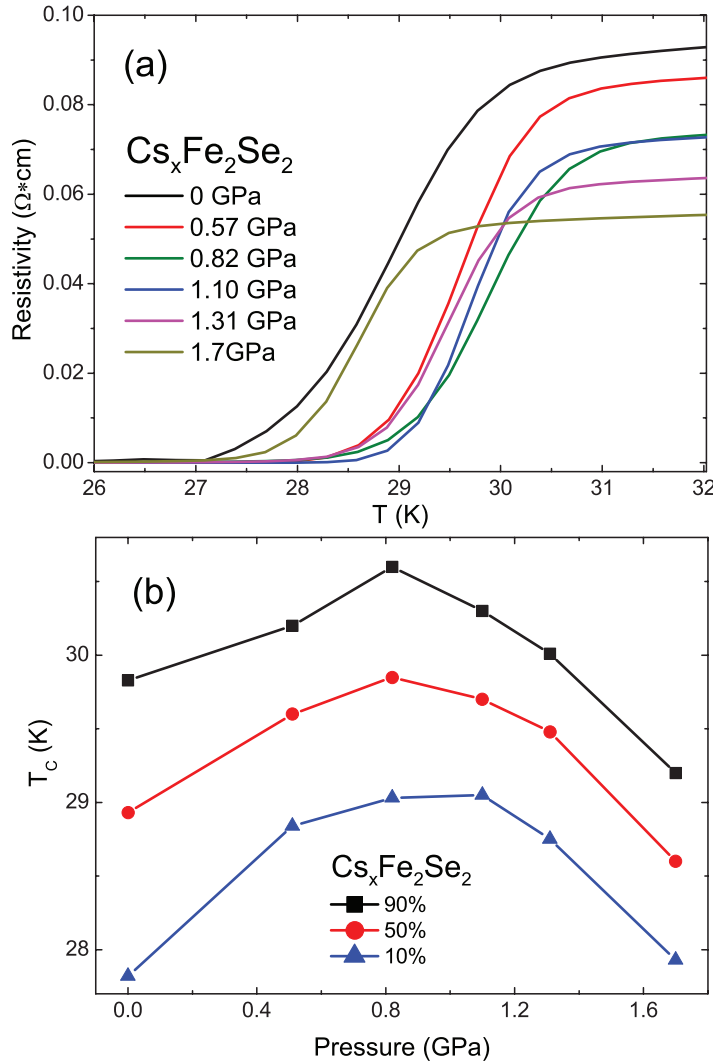 (a)
0.10
0.08
0.06
0.04
0.02
0.00
Resistivity (Ω*cm)
CsₓFe₂Se₂
0 GPa
0.57 GPa
0.82 GPa
1.10 GPa
1.31 GPa
1.7GPa
26 27 28 29 30 31 32
T (K)
(b)
30
29
28
T_C (K)
CsₓFe₂Se₂
90%
50%
10%
0.0 0.4 0.8 1.2 1.6
Pressure (GPa)